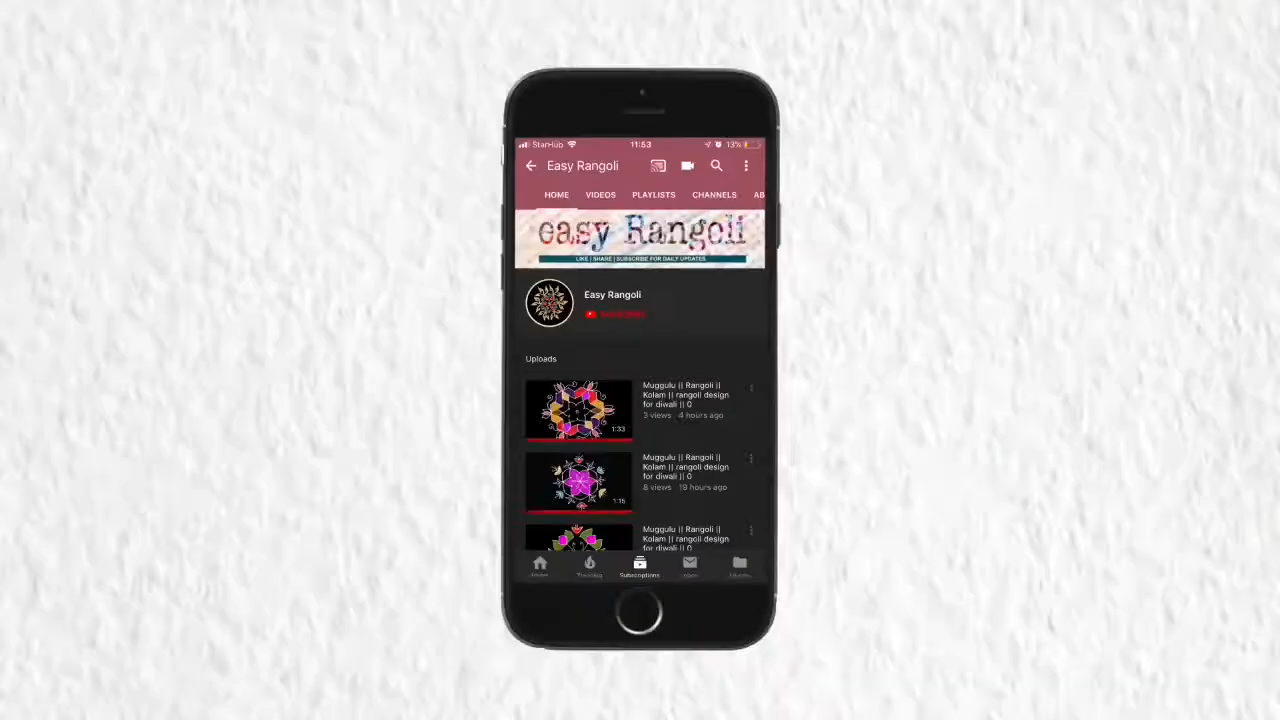 StarHub
11:53
13%
Easy Rangoli
HOME VIDEOS PLAYLISTS CHANNELS AB
easy Rangoli
LIKE | SHARE | SUBSCRIBE FOR DAILY UPDATES
Easy Rangoli
Uploads
Muggulu || Rangoli ||
Kolam || rangoli design
for diwali || 0
3 views 4 hours ago
1:33
Muggulu || Rangoli ||
Kolam || rangoli design
for diwali || 0
8 views 19 hours ago
1:15
Muggulu || Rangoli ||
Kolam || rangoli design
for diwali || 0
Trending Subscriptions